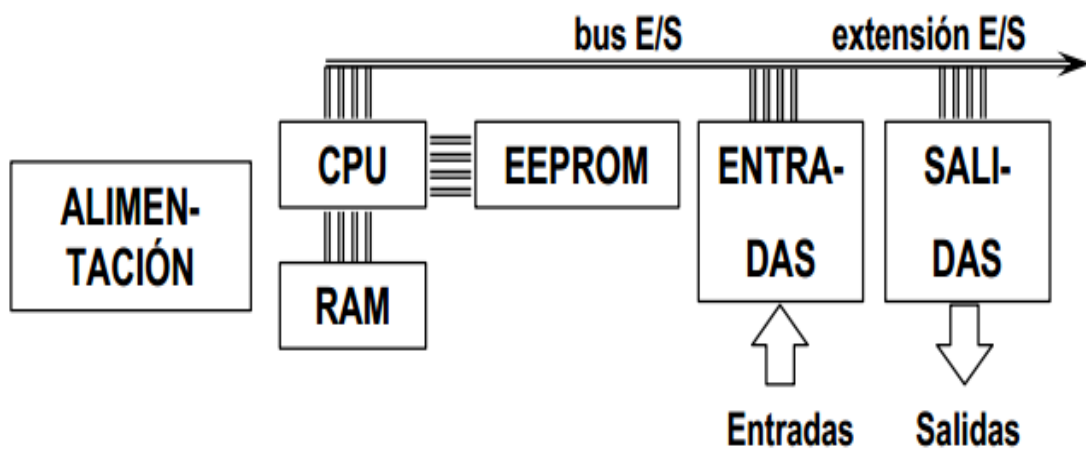 bus E/S
extensión E/S
ALIMEN-
TACIÓN
CPU
EEPROM
RAM
ENTRA-
DAS
SALI-
DAS
Entradas
Salidas